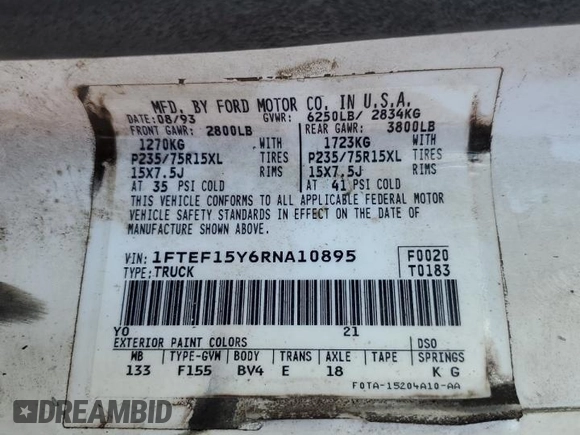 MFD. BY FORD MOTOR CO. IN U.S.A.
DATE: 08/93 GVWR: 6250LB/ 2834KG
FRONT GAWR: 2800LB REAR GAWR: 3800LB
1270KG WITH 1723KG WITH
P235/75R15XL TIRES P235/75R15XL TIRES
15X7.5J RIMS 15X7.5J RIMS
AT 35 PSI COLD AT 41 PSI COLD
THIS VEHICLE CONFORMS TO ALL APPLICABLE FEDERAL MOTOR
VEHICLE SAFETY STANDARDS IN EFFECT ON THE DATE OF
MANUFACTURE SHOWN ABOVE.
VIN: 1FTEF15Y6RNA10895 F0020
TYPE: TRUCK T0183
YO 21
EXTERIOR PAINT COLORS DSO
WB TYPE-GVW BODY TRANS AXLE TAPE SPRINGS
133 F155 BV4 E 18 K G
FOTA-15204A10-AA
DREAMBID